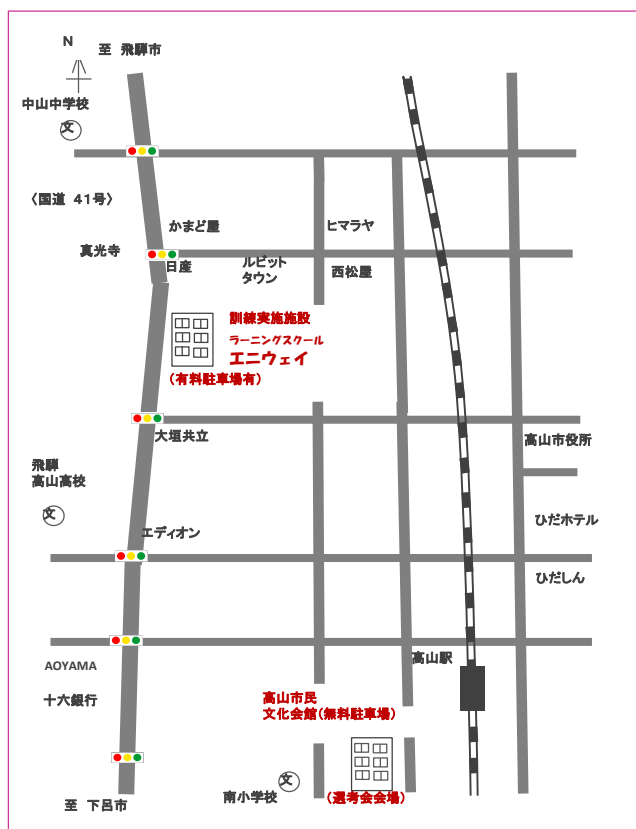 N
至 飛騨市
中山中学校
文
〈国道 41号〉
かまど屋
ヒマラヤ
真光寺
日産
ルビット
タウン
西松屋
訓練実施施設
ラーニングスクール
エニウェイ
(有料駐車場有)
大垣共立
高山市役所
飛騨
高山高校
文
エディオン
ひだホテル
ひだしん
高山駅
AOYAMA
十六銀行
高山市民
文化会館(無料駐車場)
文
南小学校
(選考会会場)
至 下呂市